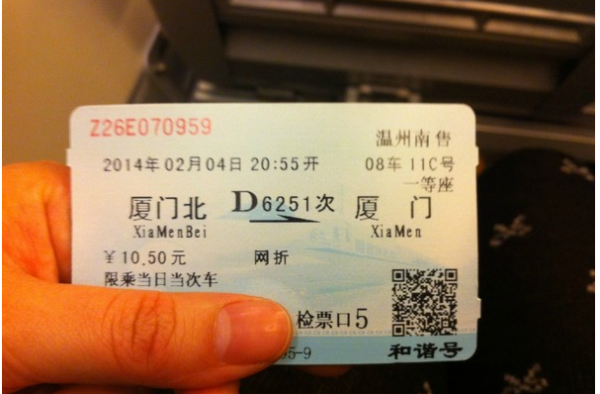 Z26E070959
温州南售
2014年02月04日 20:55开
08车 11C号
一等座
厦门北 D6251次 厦门
XiaMenBei
XiaMen
￥10.50元
网折
限乘当日当次车
检票口5
5-9
和谐号